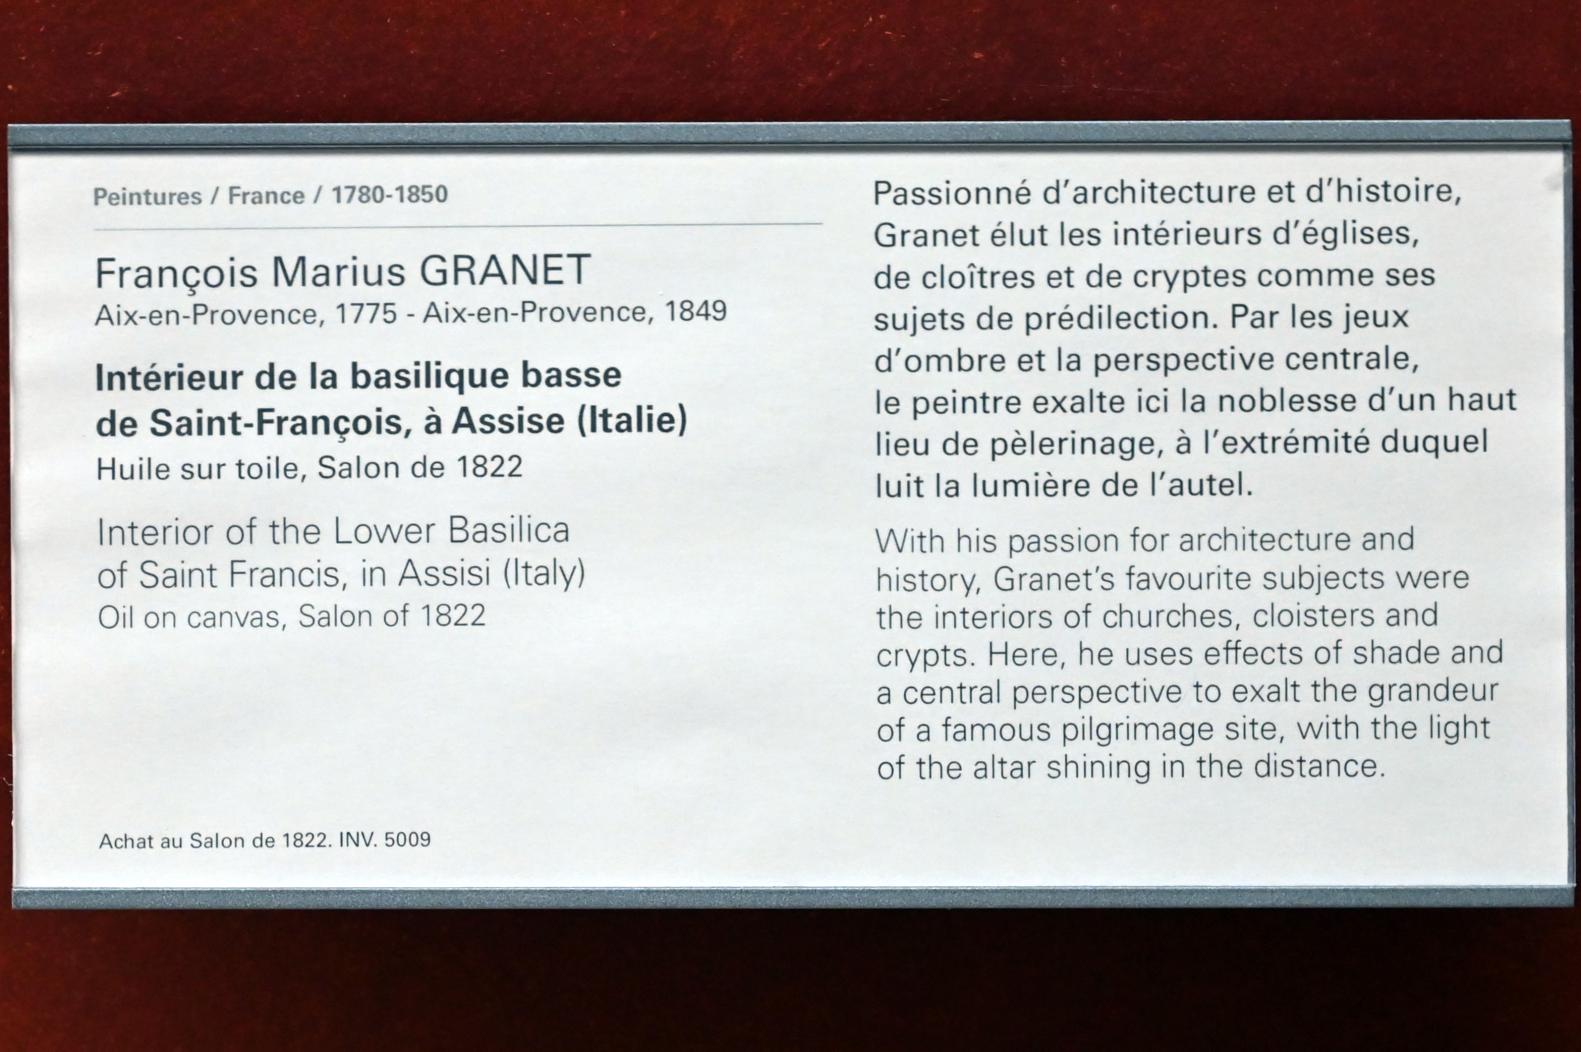 Peintures / France / 1780-1850
François Marius GRANET
Aix-en-Provence, 1775 - Aix-en-Provence, 1849
Intérieur de la basilique basse
de Saint-François, à Assise (Italie)
Huile sur toile, Salon de 1822
Interior of the Lower Basilica
of Saint Francis, in Assisi (Italy)
Oil on canvas, Salon of 1822
Achat au Salon de 1822. INV. 5009
Passionné d'architecture et d'histoire,
Granet élut les intérieurs d'églises,
de cloîtres et de cryptes comme ses
sujets de prédilection. Par les jeux
d'ombre et la perspective centrale,
le peintre exalte ici la noblesse d'un haut
lieu de pèlerinage, à l'extrémité duquel
luit la lumière de l'autel.
With his passion for architecture and
history, Granet's favourite subjects were
the interiors of churches, cloisters and
crypts. Here, he uses effects of shade and
a central perspective to exalt the grandeur
of a famous pilgrimage site, with the light
of the altar shining in the distance.